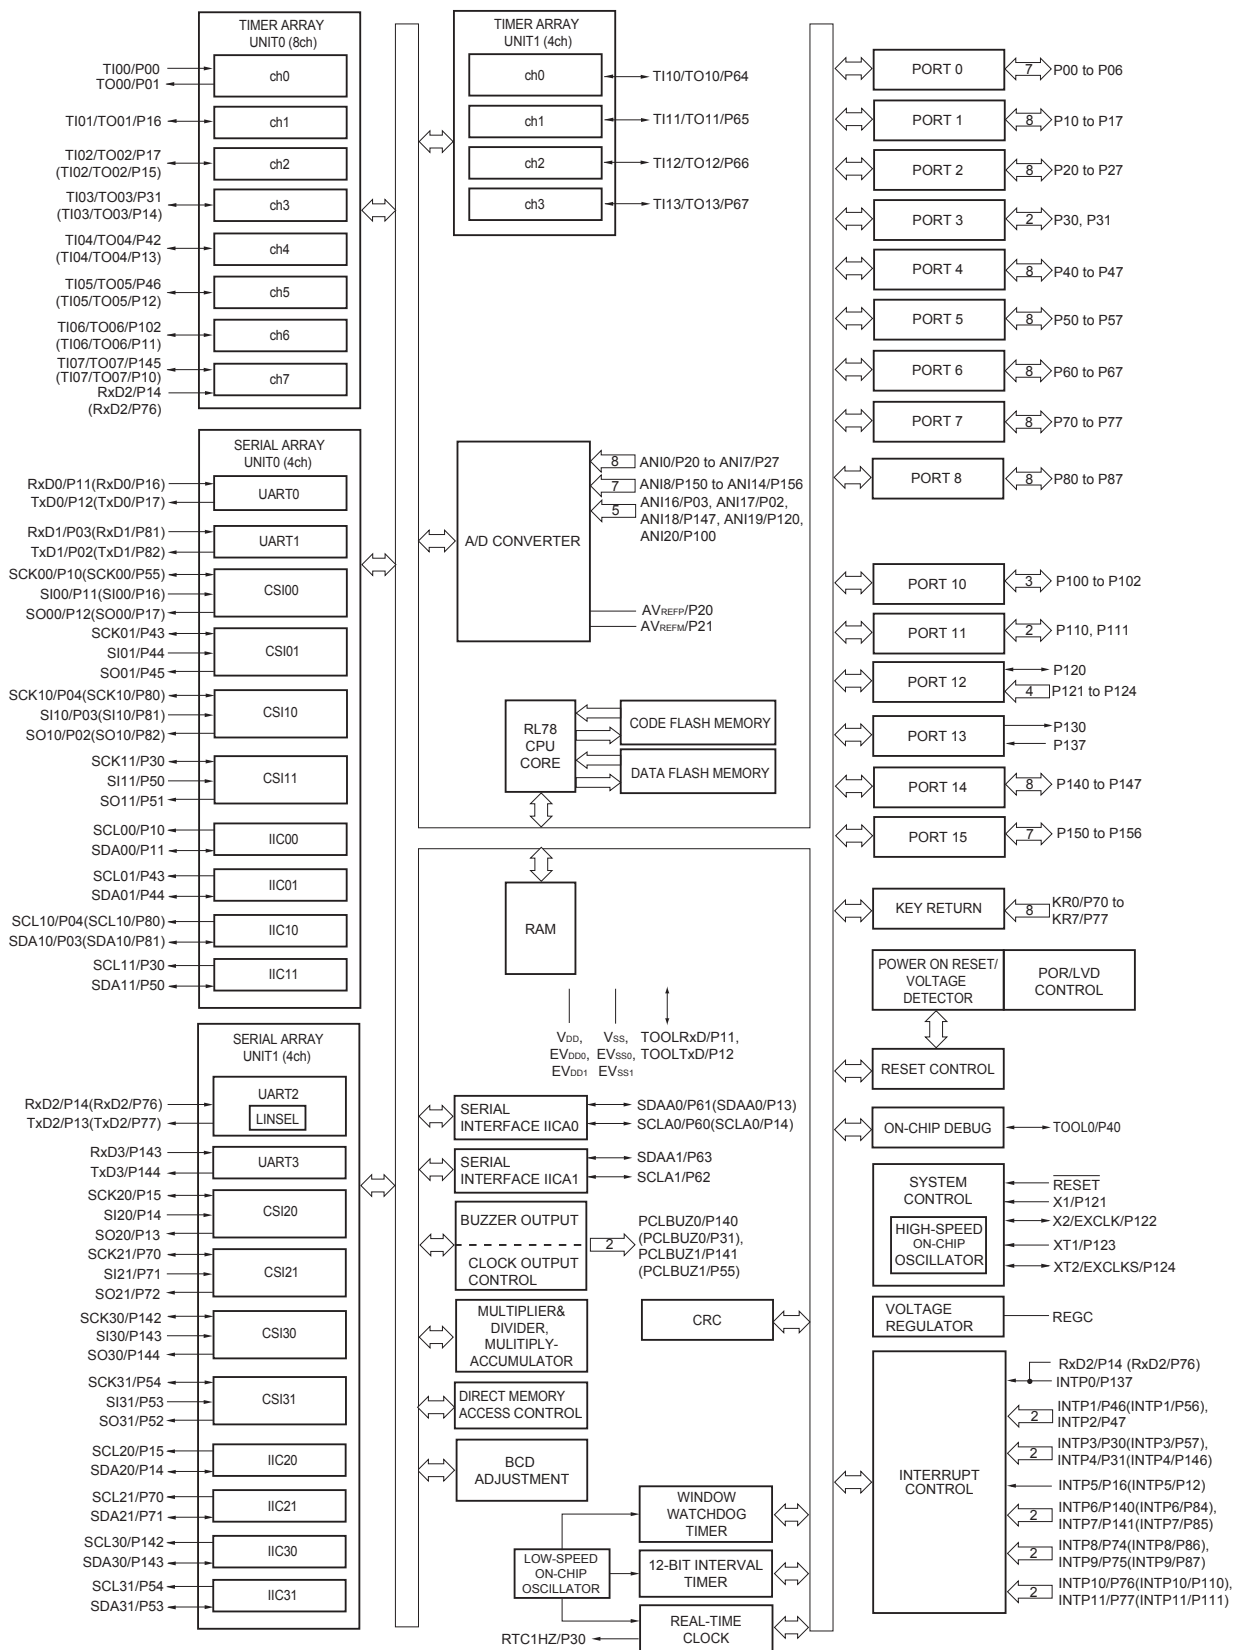 TIMER ARRAY
UNIT0 (8ch)
TI00/P00
TO00/P01
ch0
TI01/TO01/P16
ch1
TI02/TO02/P17
(TI02/TO02/P15)
ch2
TI03/TO03/P31
(TI03/TO03/P14)
ch3
TI04/TO04/P42
(TI04/TO04/P13)
ch4
TI05/TO05/P46
(TI05/TO05/P12)
ch5
TI06/TO06/P102
(TI06/TO06/P11)
ch6
TI07/TO07/P145
(TI07/TO07/P10)
RxD2/P14
(RxD2/P76)
ch7
SERIAL ARRAY
UNIT0 (4ch)
RxD0/P11(RxD0/P16)
TxD0/P12(TxD0/P17)
UART0
RxD1/P03(RxD1/P81)
TxD1/P02(TxD1/P82)
UART1
SCK00/P10(SCK00/P55)
SI00/P11(SI00/P16)
SO00/P12(SO00/P17)
CSI00
SCK01/P43
SI01/P44
SO01/P45
CSI01
SCK10/P04(SCK10/P80)
SI10/P03(SI10/P81)
SO10/P02(SO10/P82)
CSI10
SCK11/P30
SI11/P50
SO11/P51
CSI11
SCL00/P10
SDA00/P11
IIC00
SCL01/P43
SDA01/P44
IIC01
SCL10/P04(SCL10/P80)
SDA10/P03(SDA10/P81)
IIC10
SCL11/P30
SDA11/P50
IIC11
SERIAL ARRAY
UNIT1 (4ch)
RxD2/P14(RxD2/P76)
TxD2/P13(TxD2/P77)
UART2
LINSEL
RxD3/P143
TxD3/P144
UART3
SCK20/P15
SI20/P14
SO20/P13
CSI20
SCK21/P70
SI21/P71
SO21/P72
CSI21
SCK30/P142
SI30/P143
SO30/P144
CSI30
SCK31/P54
SI31/P53
SO31/P52
CSI31
SCL20/P15
SDA20/P14
IIC20
SCL21/P70
SDA21/P71
IIC21
SCL30/P142
SDA30/P143
IIC30
SCL31/P54
SDA31/P53
IIC31
TIMER ARRAY
UNIT1 (4ch)
ch0
TI10/TO10/P64
ch1
TI11/TO11/P65
ch2
TI12/TO12/P66
ch3
TI13/TO13/P67
A/D CONVERTER
8 ANI0/P20 to ANI7/P27
7 ANI8/P150 to ANI14/P156
5 ANI16/P03, ANI17/P02,
ANI18/P147, ANI19/P120,
ANI20/P100
AVREFP/P20
AVREFM/P21
RL78
CPU
CORE
CODE FLASH MEMORY
DATA FLASH MEMORY
RAM
VDD,
EVDD0,
EVDD1
VSS,
EVSS0,
EVSS1
TOOLRxD/P11,
TOOLTxD/P12
SERIAL
INTERFACE IICA0
SDAA0/P61(SDAA0/P13)
SCLA0/P60(SCLA0/P14)
SERIAL
INTERFACE IICA1
SDAA1/P63
SCLA1/P62
BUZZER OUTPUT
CLOCK OUTPUT
CONTROL
2
PCLBUZ0/P140
(PCLBUZ0/P31),
PCLBUZ1/P141
(PCLBUZ1/P55)
MULTIPLIER&
DIVIDER,
MULITIPLY-
ACCUMULATOR
CRC
DIRECT MEMORY
ACCESS CONTROL
BCD
ADJUSTMENT
LOW-SPEED
ON-CHIP
OSCILLATOR
WINDOW
WATCHDOG
TIMER
12-BIT INTERVAL
TIMER
REAL-TIME
CLOCK
RTC1HZ/P30
PORT 0
7 P00 to P06
PORT 1
8 P10 to P17
PORT 2
8 P20 to P27
PORT 3
2 P30, P31
PORT 4
8 P40 to P47
PORT 5
8 P50 to P57
PORT 6
8 P60 to P67
PORT 7
8 P70 to P77
PORT 8
8 P80 to P87
PORT 10
3 P100 to P102
PORT 11
2 P110, P111
PORT 12
P120
4 P121 to P124
PORT 13
P130
P137
PORT 14
8 P140 to P147
PORT 15
7 P150 to P156
KEY RETURN
8 KR0/P70 to
KR7/P77
POWER ON RESET/
VOLTAGE
DETECTOR
POR/LVD
CONTROL
RESET CONTROL
ON-CHIP DEBUG
TOOL0/P40
SYSTEM
CONTROL
HIGH-SPEED
ON-CHIP
OSCILLATOR
RESET
X1/P121
X2/EXCLK/P122
XT1/P123
XT2/EXCLKS/P124
VOLTAGE
REGULATOR
REGC
INTERRUPT
CONTROL
RxD2/P14 (RxD2/P76)
INTP0/P137
2 INTP1/P46(INTP1/P56),
INTP2/P47
2 INTP3/P30(INTP3/P57),
INTP4/P31(INTP4/P146)
INTP5/P16(INTP5/P12)
2 INTP6/P140(INTP6/P84),
INTP7/P141(INTP7/P85)
2 INTP8/P74(INTP8/P86),
INTP9/P75(INTP9/P87)
2 INTP10/P76(INTP10/P110),
INTP11/P77(INTP11/P111)